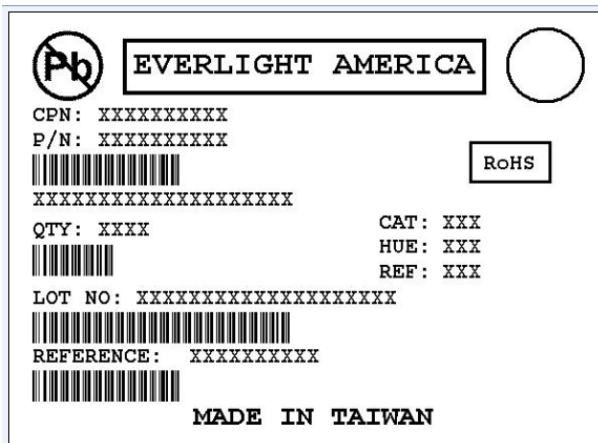 Pb EVERLIGHT AMERICA
CPN: XXXXXXXXXX
P/N: XXXXXXXXXX
RoHS
XXXXXXXXXXXXXXXXXXXX
QTY: XXXX
CAT: XXX
HUE: XXX
REF: XXX
LOT NO: XXXXXXXXXXXXXXXXXXXX
REFERENCE: XXXXXXXXXX
MADE IN TAIWAN